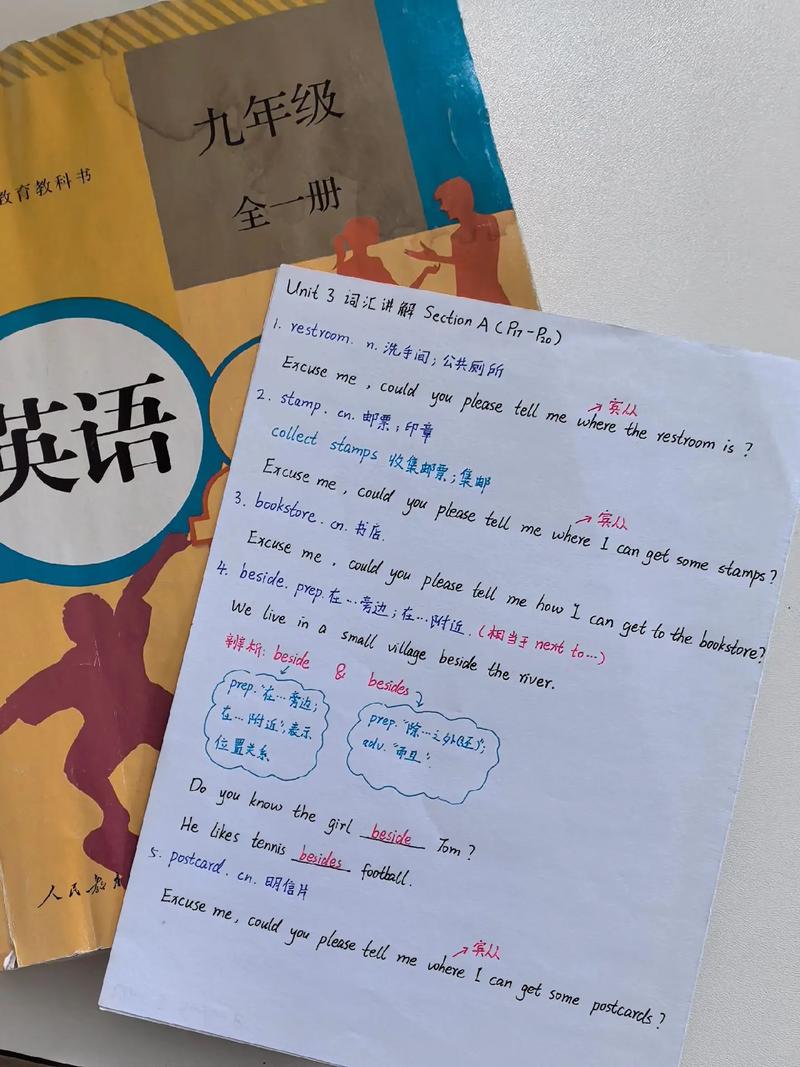 九年级
教育教科书
全一册
英语
人民教
Unit 3 词汇讲解 Section A (P17-P20)
1. restroom. n. 洗手间；公共厕所
→宾从
Excuse me, could you please tell me where the restroom is?
2. stamp. cn. 邮票；印章
collect stamps 收集邮票；集邮
→宾从
Excuse me, could you please tell me where I can get some stamps?
3. bookstore. cn. 书店.
Excuse me, could you please tell me how I can get to the bookstore?
4. beside. prep. 在…旁边；在…附近. (相当于 next to…)
We live in a small village beside the river.
辨析: beside & besides
prep. "在…旁边;
在…附近",表示
位置关系
prep. "除…之外(还)";
adv. "而且".
Do you know the girl beside Tom?
He likes tennis besides football.
5. postcard. cn. 明信片
→宾从
Excuse me, could you please tell me where I can get some postcards?